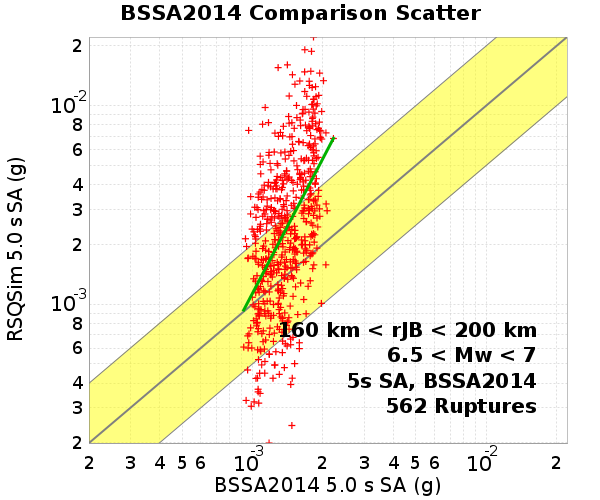 BSSA2014 Comparison Scatter
RSQSim 5.0 s SA (g)
2
10^-2
8
6
4
3
2
10^-3
8
6
4
3
2
160 km < rJB < 200 km
6.5 < Mw < 7
5s SA, BSSA2014
562 Ruptures
2 3 4 5 6 10^-3 2 3 4 5 6 10^-2 2
BSSA2014 5.0 s SA (g)